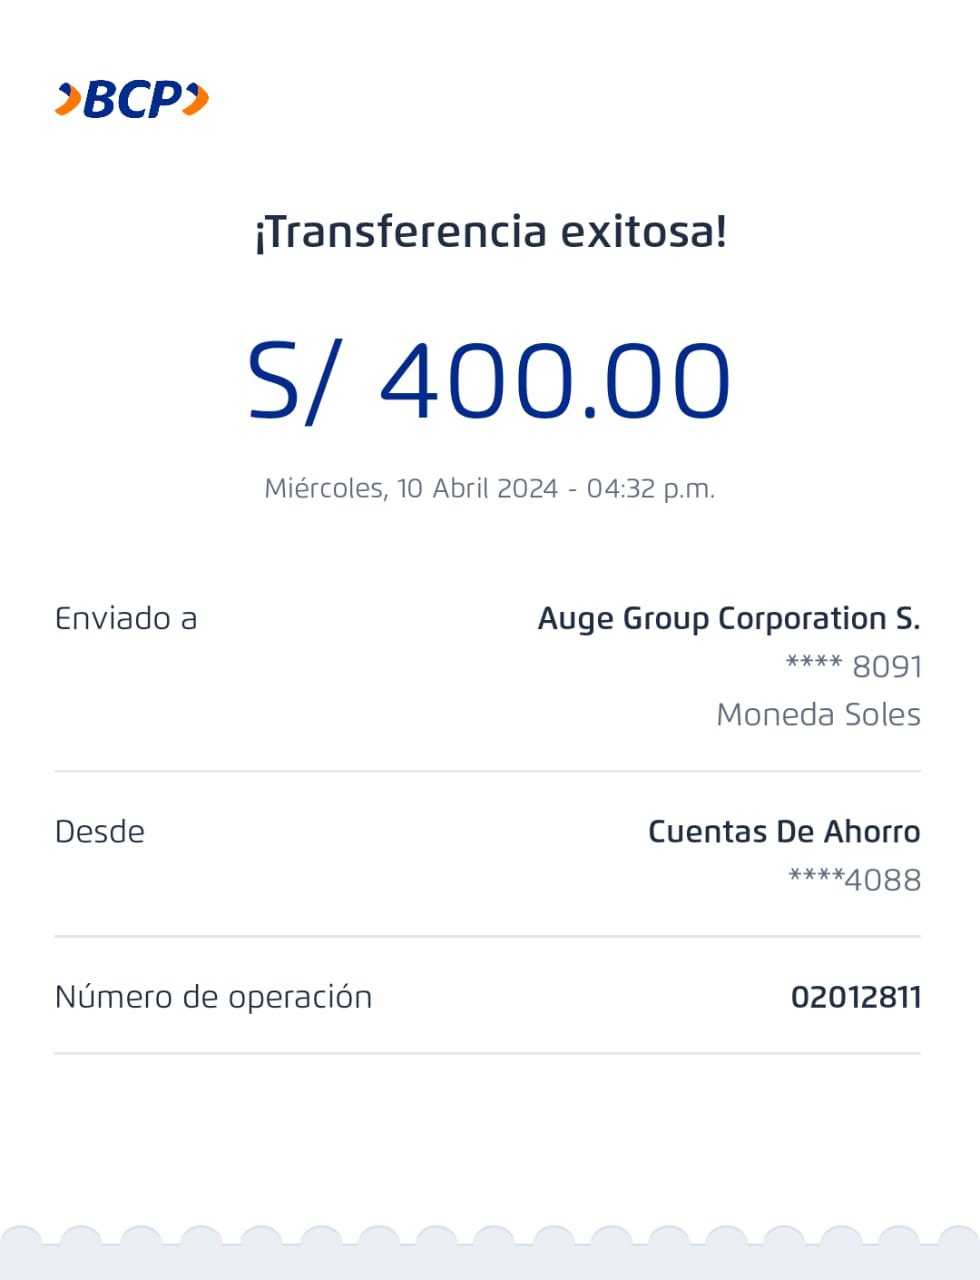 BCP
¡Transferencia exitosa!
S/ 400.00
Miércoles, 10 Abril 2024 - 04:32 p.m.
Enviado a
Auge Group Corporation S.
**** 8091
Moneda Soles
Desde
Cuentas De Ahorro
****4088
Número de operación
02012811